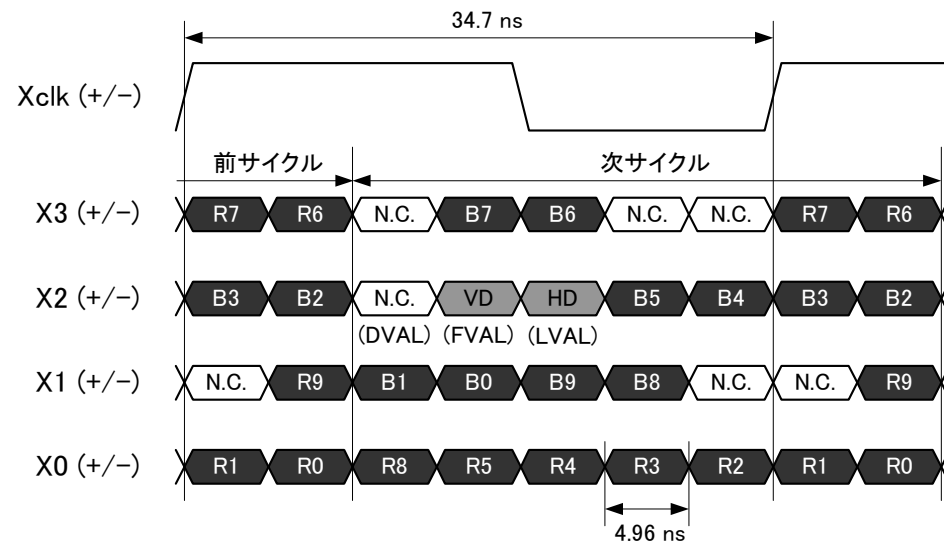 34.7 ns
Xclk (+/−)
前サイクル 次サイクル
X3 (+/−) R7 R6 N.C. B7 B6 N.C. N.C. R7 R6
X2 (+/−) B3 B2 N.C. VD HD B5 B4 B3 B2
(DVAL) (FVAL) (LVAL)
X1 (+/−) N.C. R9 B1 B0 B9 B8 N.C. N.C. R9
X0 (+/−) R1 R0 R8 R5 R4 R3 R2 R1 R0
4.96 ns